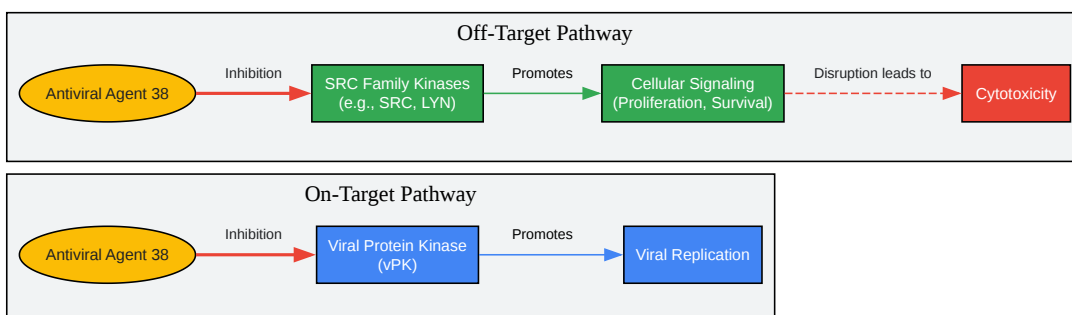 Off-Target Pathway
Antiviral Agent 38
Inhibition
SRC Family Kinases
(e.g., SRC, LYN)
Promotes
Cellular Signaling
(Proliferation, Survival)
Disruption leads to
Cytotoxicity
On-Target Pathway
Antiviral Agent 38
Inhibition
Viral Protein Kinase
(vPK)
Promotes
Viral Replication